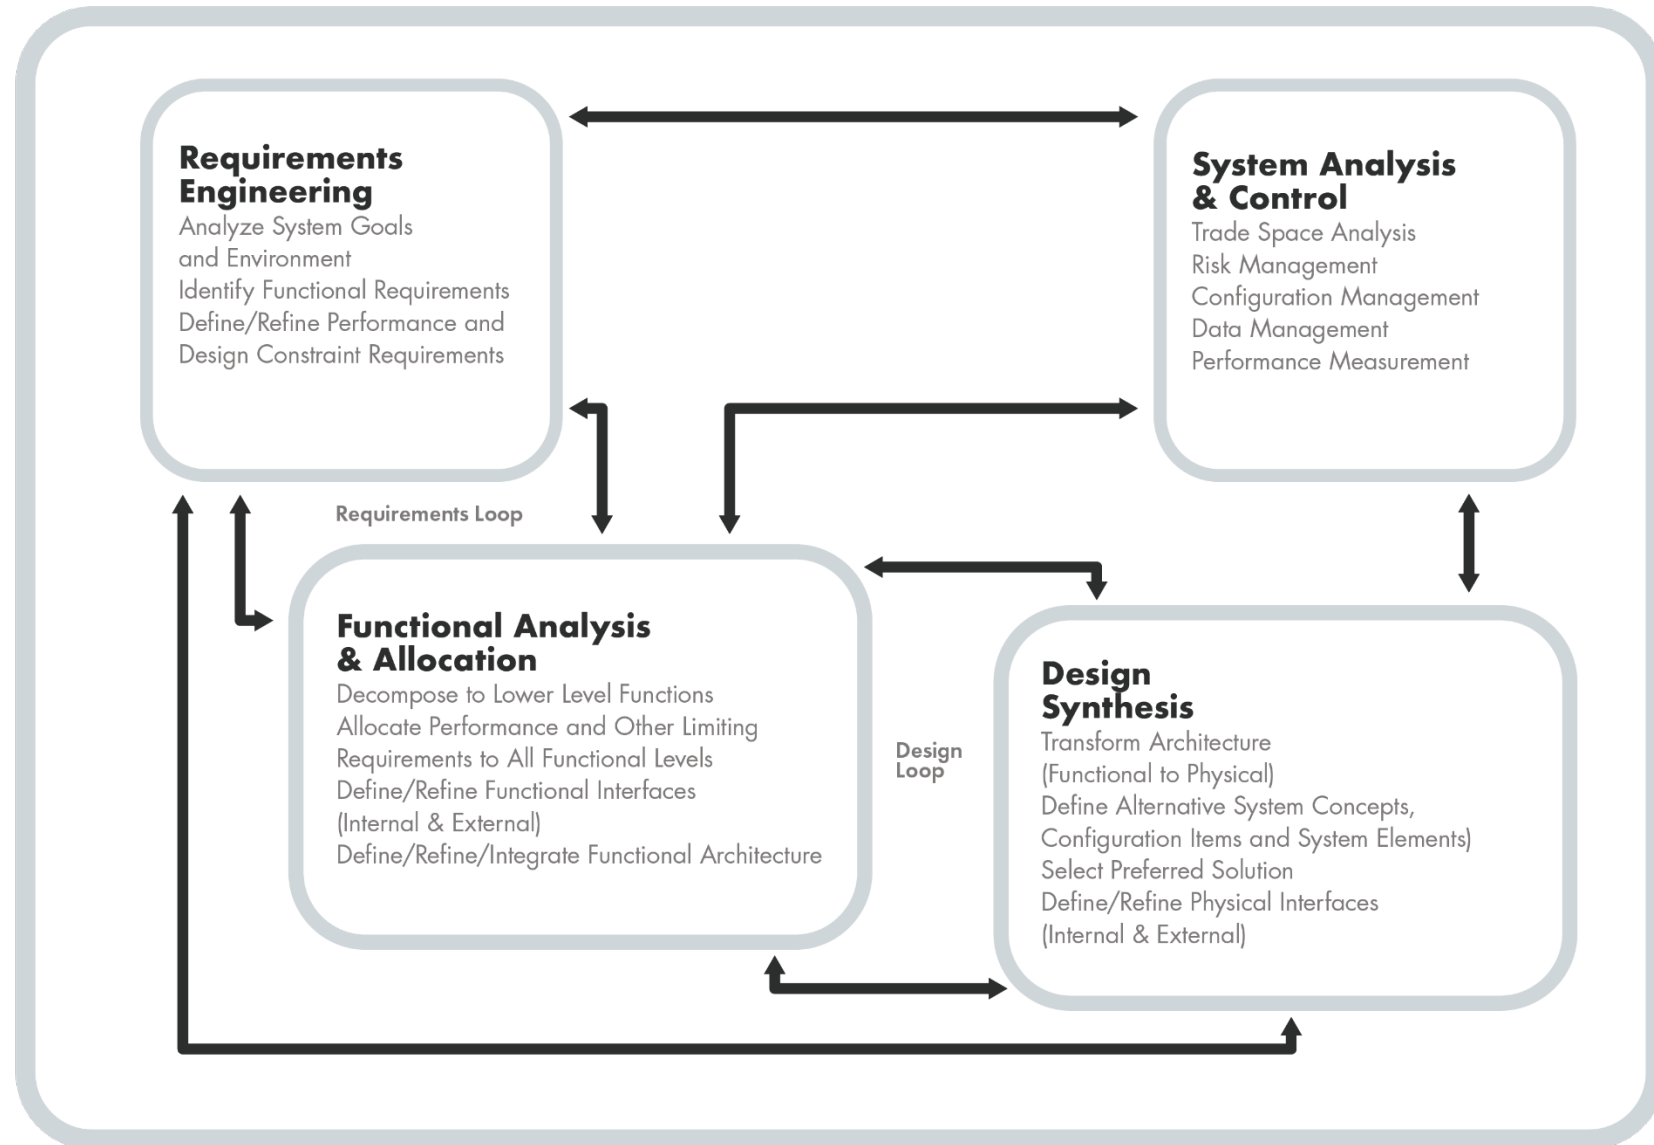 Requirements
Engineering
Analyze System Goals
and Environment
Identify Functional Requirements
Define/Refine Performance and
Design Constraint Requirements
System Analysis
& Control
Trade Space Analysis
Risk Management
Configuration Management
Data Management
Performance Measurement
Requirements Loop
Functional Analysis
& Allocation
Decompose to Lower Level Functions
Allocate Performance and Other Limiting
Requirements to All Functional Levels
Define/Refine Functional Interfaces
(Internal & External)
Define/Refine/Integrate Functional Architecture
Design
Loop
Design
Synthesis
Transform Architecture
(Functional to Physical)
Define Alternative System Concepts,
Configuration Items and System Elements)
Select Preferred Solution
Define/Refine Physical Interfaces
(Internal & External)